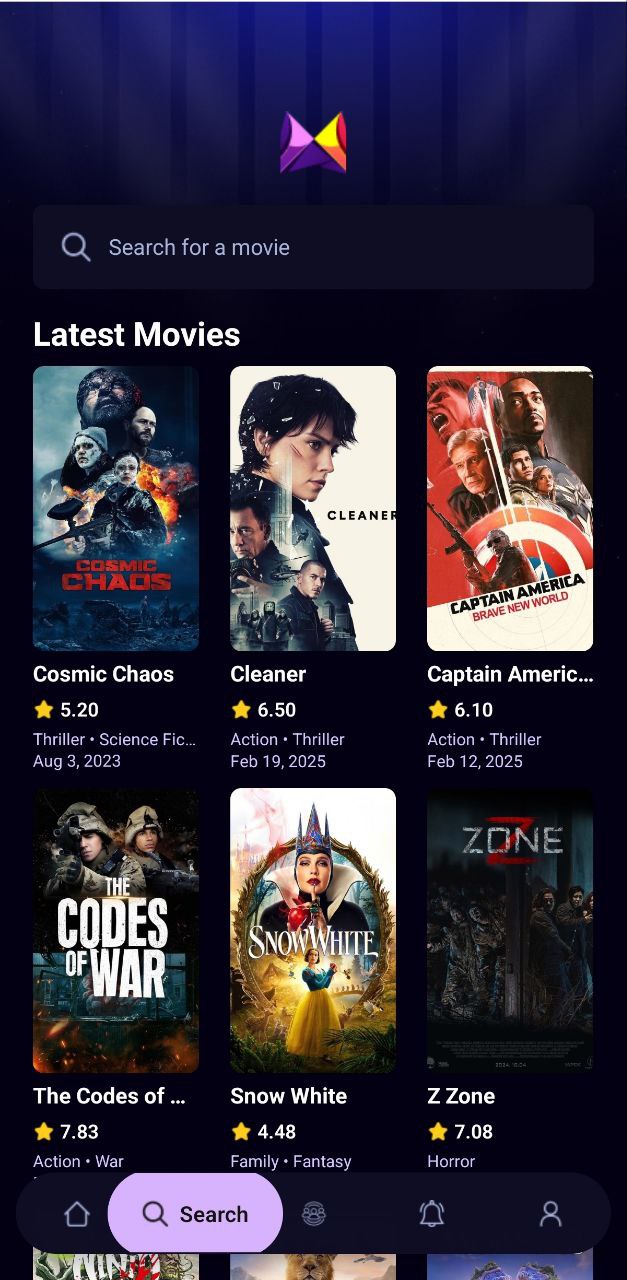 Search for a movie
Latest Movies
COSMIC
CHAOS
CLEANER
CAPTAIN AMERICA
BRAVE NEW WORLD
Cosmic Chaos
Cleaner
Captain Americ...
5.20
6.50
6.10
Thriller • Science Fic...
Action • Thriller
Action • Thriller
Aug 3, 2023
Feb 19, 2025
Feb 12, 2025
THE
CODES
OF WAR
SNOW WHITE
Z ZONE
The Codes of ...
Snow White
Z Zone
7.83
4.48
7.08
Action • War
Family • Fantasy
Horror
Search